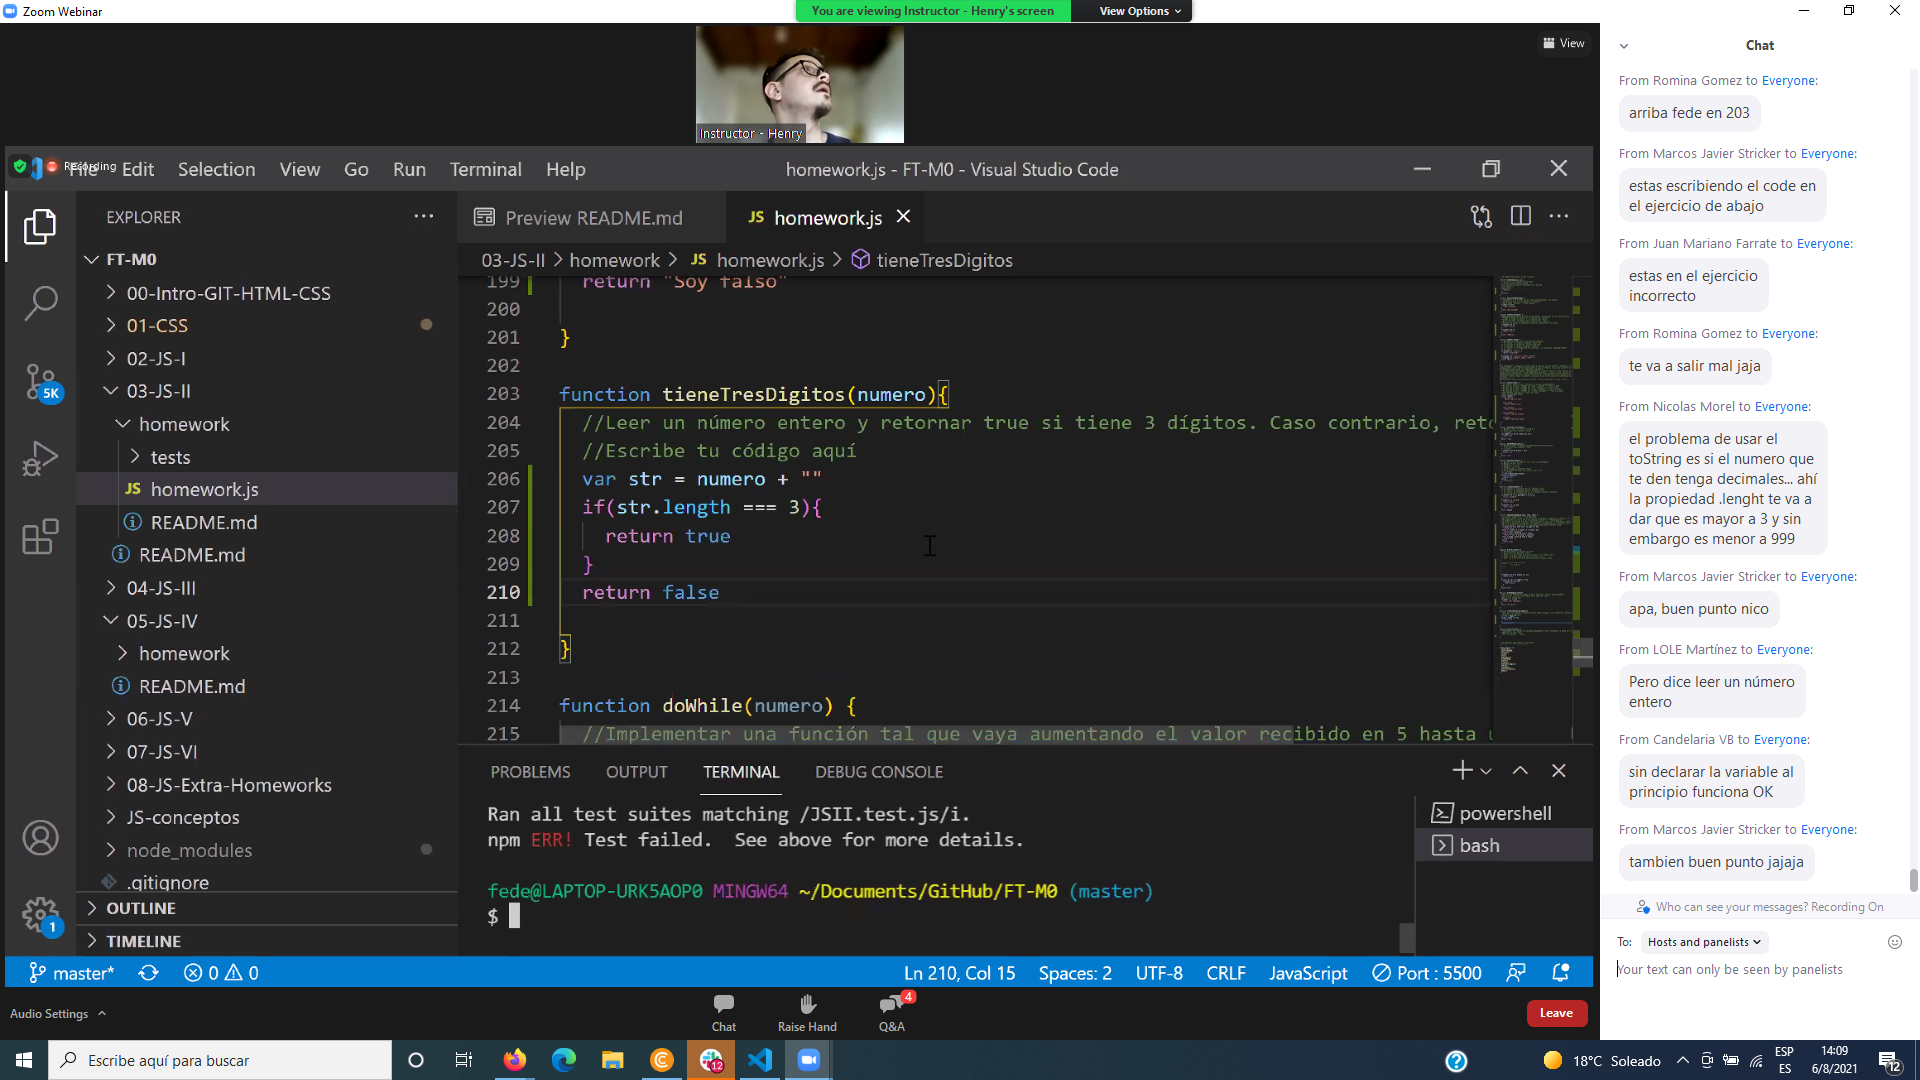 Zoom Webinar
You are viewing Instructor - Henry's screen
View Options
View
Instructor - Henry
Recording
File Edit Selection View Go Run Terminal Help
homework.js - FT-M0 - Visual Studio Code
EXPLORER
FT-M0
00-Intro-GIT-HTML-CSS
01-CSS
02-JS-I
03-JS-II
homework
tests
JS homework.js
README.md
README.md
04-JS-III
05-JS-IV
homework
README.md
06-JS-V
07-JS-VI
08-JS-Extra-Homeworks
JS-conceptos
node_modules
.gitignore
OUTLINE
TIMELINE
5K
1
Preview README.md
JS homework.js
03-JS-II > homework > JS homework.js > tieneTresDigitos
199 return "Soy falso"
200
201 }
202
203 function tieneTresDigitos(numero){
204 //Leer un número entero y retornar true si tiene 3 dígitos. Caso contrario, reto
205 //Escribe tu código aquí
206 var str = numero + ""
207 if(str.length === 3){
208 return true
209 }
210 return false
211
212 }
213
214 function doWhile(numero) {
215 //Implementar una función tal que vaya aumentando el valor recibido en 5 hasta u
PROBLEMS OUTPUT TERMINAL DEBUG CONSOLE
Ran all test suites matching /JSII.test.js/i.
npm ERR! Test failed. See above for more details.
fede@LAPTOP-URK5AOP0 MINGW64 ~/Documents/GitHub/FT-M0 (master)
$
powershell
bash
master* 0 0
Ln 210, Col 15 Spaces: 2 UTF-8 CRLF JavaScript Port : 5500
Audio Settings
Chat
Raise Hand
4
Q&A
Leave
Chat
From Romina Gomez to Everyone:
arriba fede en 203
From Marcos Javier Stricker to Everyone:
estas escribiendo el code en
el ejercicio de abajo
From Juan Mariano Farrate to Everyone:
estas en el ejercicio
incorrecto
From Romina Gomez to Everyone:
te va a salir mal jaja
From Nicolas Morel to Everyone:
el problema de usar el
toString es si el numero que
te den tenga decimales... ahí
la propiedad .lenght te va a
dar que es mayor a 3 y sin
embargo es menor a 999
From Marcos Javier Stricker to Everyone:
apa, buen punto nico
From LOLE Martínez to Everyone:
Pero dice leer un número
entero
From Candelaria VB to Everyone:
sin declarar la variable al
principio funciona OK
From Marcos Javier Stricker to Everyone:
tambien buen punto jajaja
Who can see your messages? Recording On
To: Hosts and panelists
Your text can only be seen by panelists
Escribe aquí para buscar
12
18°C Soleado
ESP
ES
14:09
6/8/2021
12